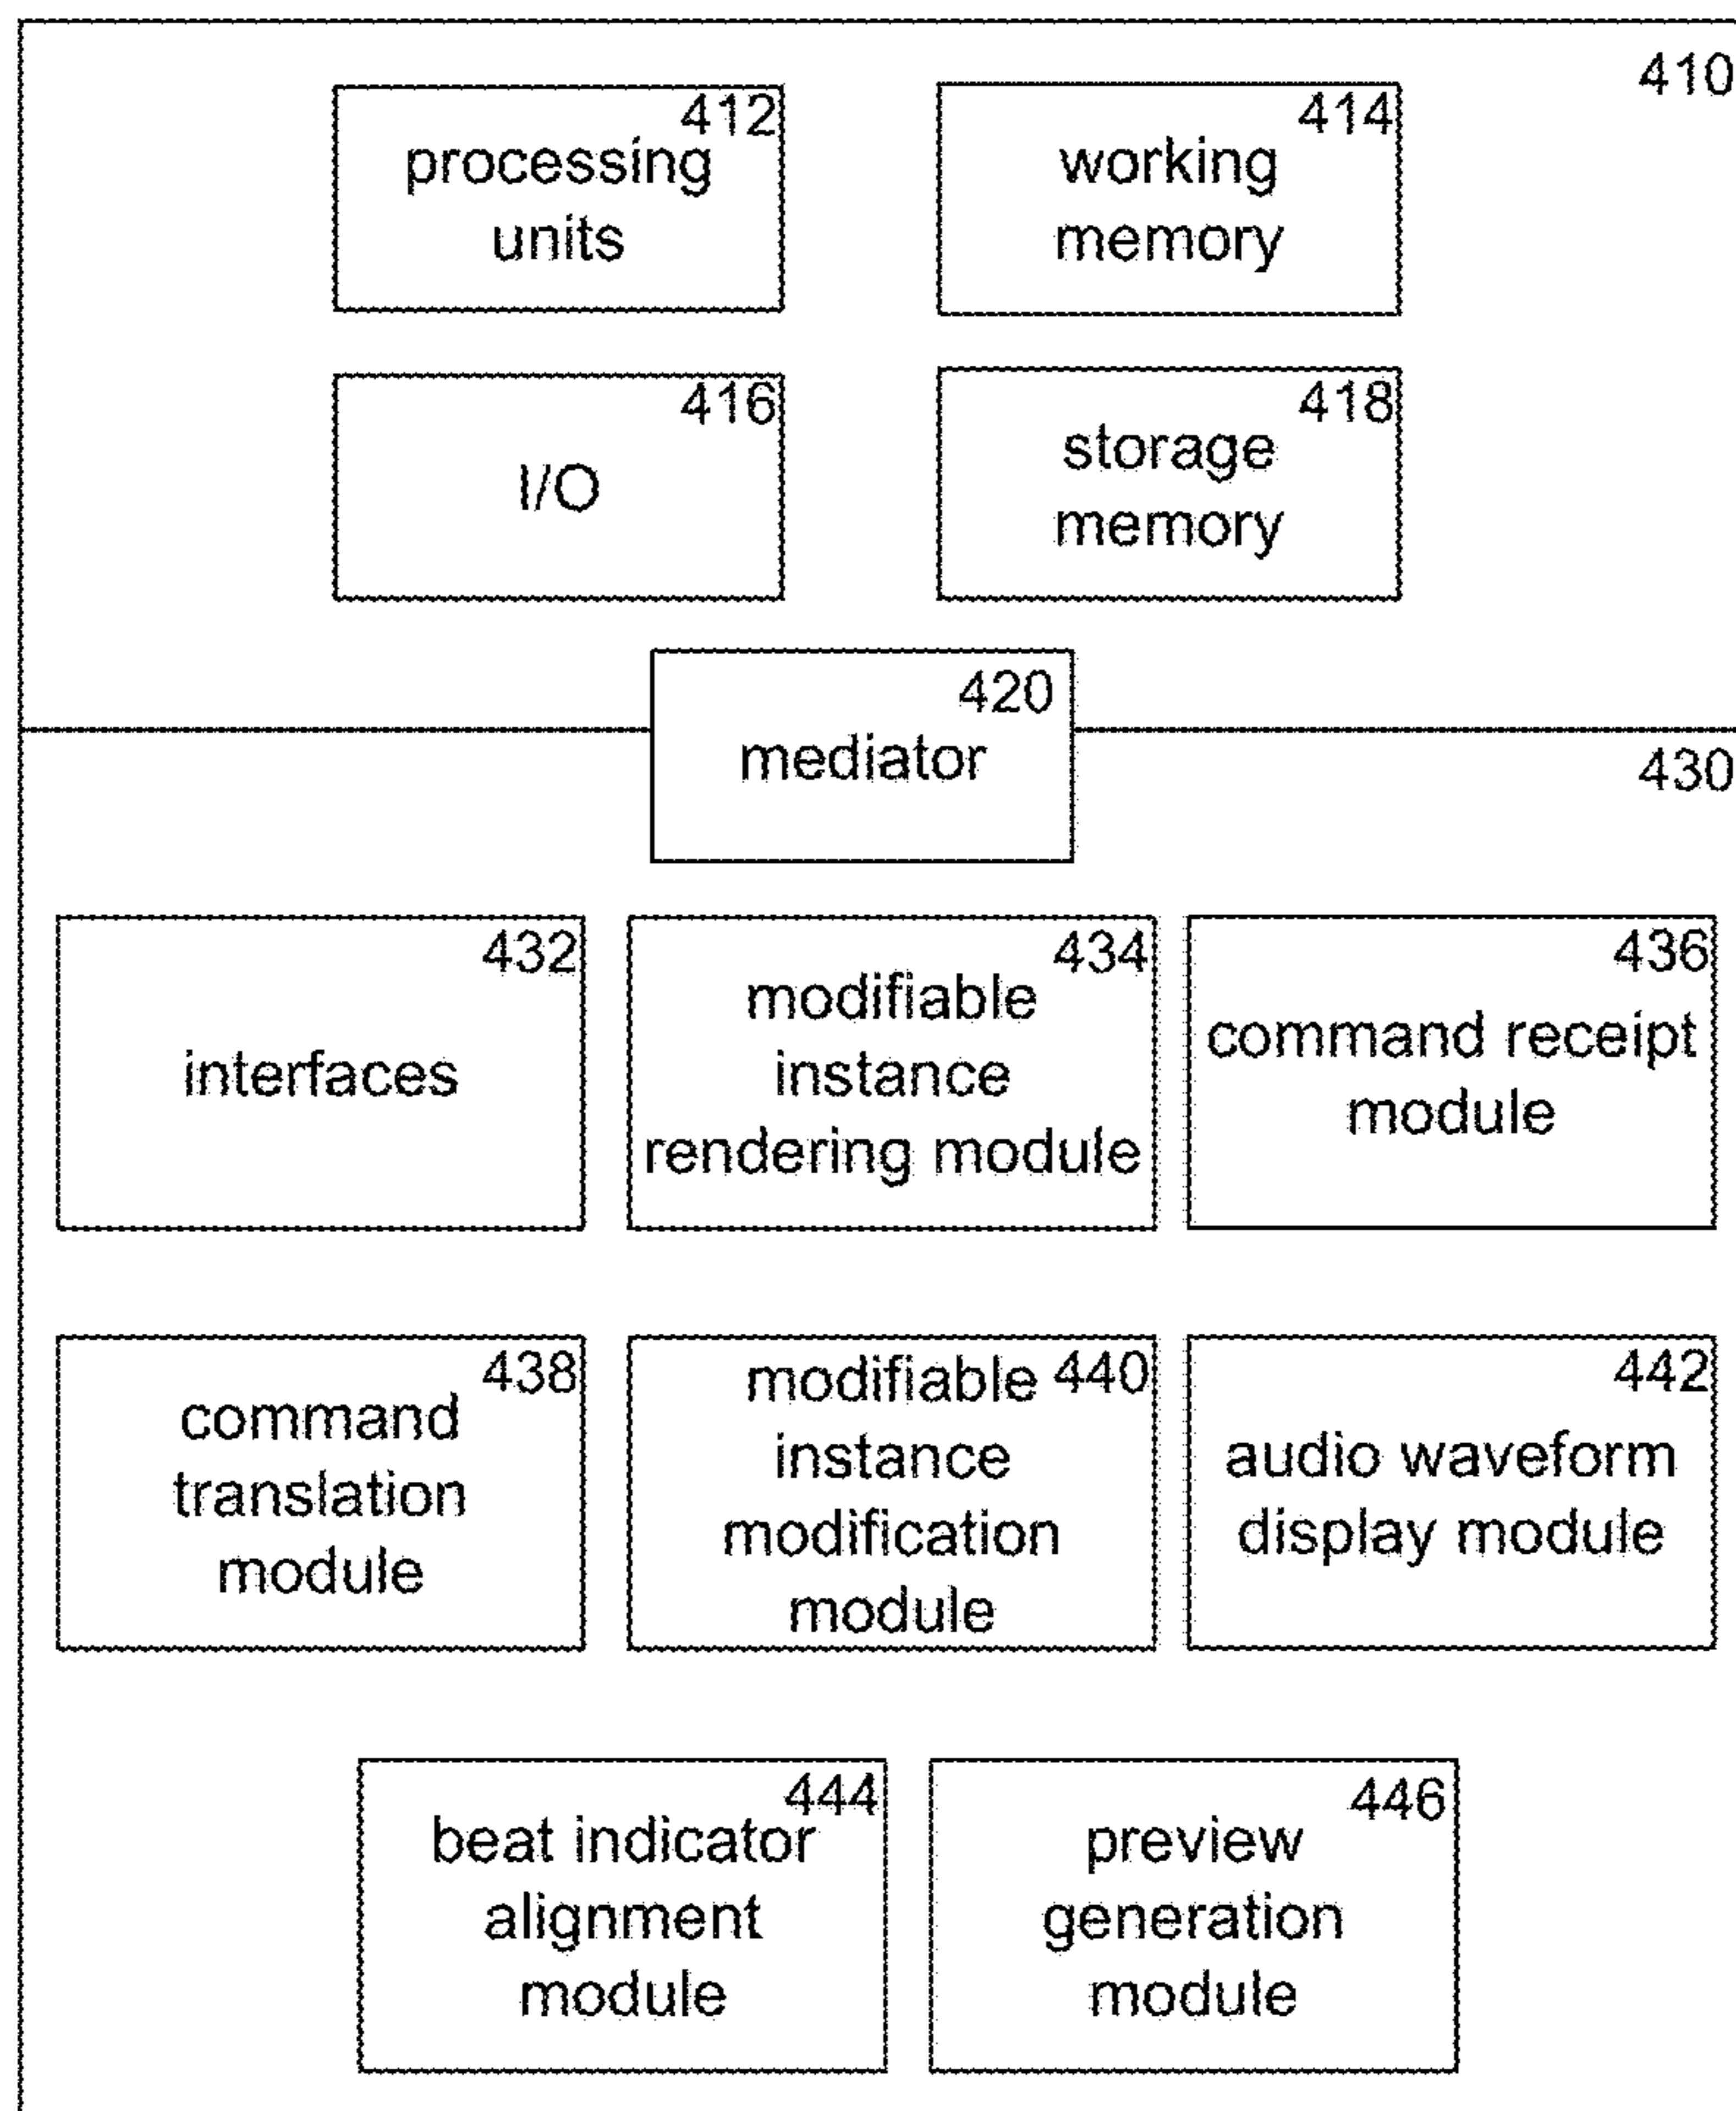 410
412
processing
units
414
working
memory
416
I/O
418
storage
memory
420
mediator
430
432
interfaces
434
modifiable
instance
rendering module
436
command receipt
module
438
command
translation
module
modifiable 440
instance
modification
module
442
audio waveform
display module
444
beat indicator
alignment
module
446
preview
generation
module